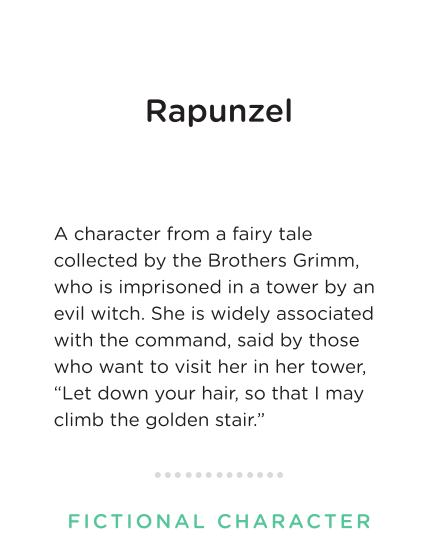 Rapunzel
A character from a fairy tale
collected by the Brothers Grimm,
who is imprisoned in a tower by an
evil witch. She is widely associated
with the command, said by those
who want to visit her in her tower,
“Let down your hair, so that I may
climb the golden stair.”
FICTIONAL CHARACTER